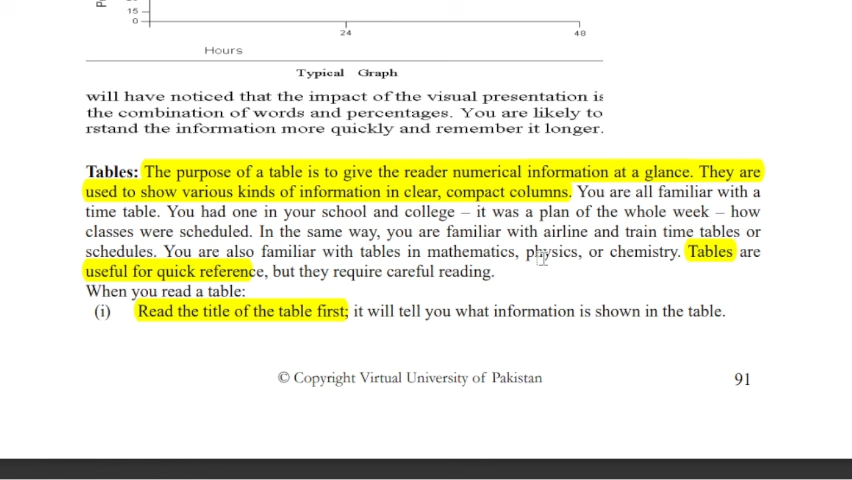 15
0
24
48
Hours
Typical Graph
will have noticed that the impact of the visual presentation is
the combination of words and percentages. You are likely to
rstand the information more quickly and remember it longer.
Tables: The purpose of a table is to give the reader numerical information at a glance. They are
used to show various kinds of information in clear, compact columns. You are all familiar with a
time table. You had one in your school and college – it was a plan of the whole week – how
classes were scheduled. In the same way, you are familiar with airline and train time tables or
schedules. You are also familiar with tables in mathematics, physics, or chemistry. Tables are
useful for quick reference, but they require careful reading.
When you read a table:
(i) Read the title of the table first; it will tell you what information is shown in the table.
© Copyright Virtual University of Pakistan
91